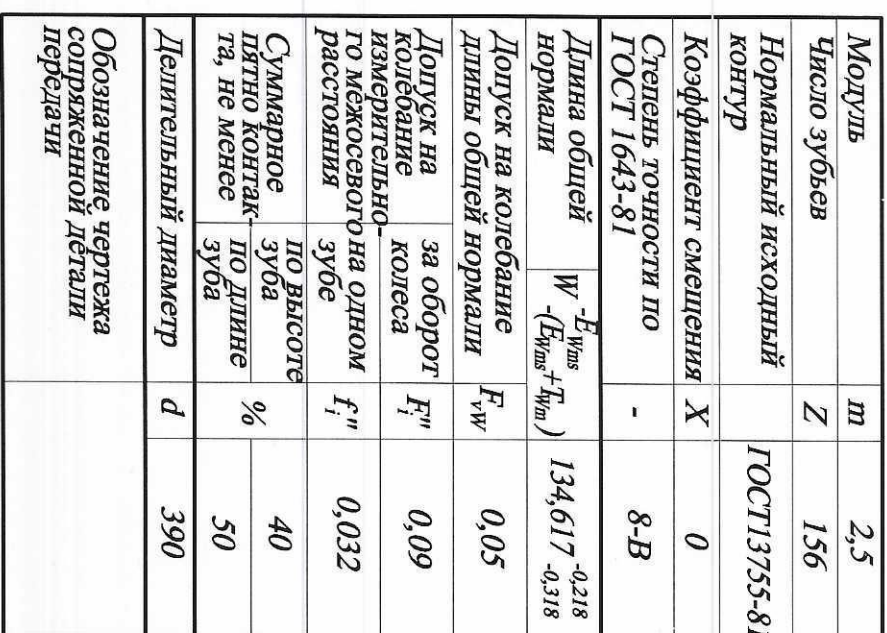 Модуль m 2,5
Число зубьев Z 156
Нормальный исходный
контур ГОСТ13755-81
Коэффициент смещения X 0
Степень точности по
ГОСТ 1643-81 - 8-В
Длина общей
нормали W -E_Wms -(E_Wms+T_Wm) 134,617 -0,218 -0,318
Допуск на колебание
длины общей нормали F_vW 0,05
Допуск на
колебание
измерительно-
го межосевого
расстояния
за оборот
колеса F_i" 0,09
на одном
зубе f_i" 0,032
Суммарное
пятно контак-
та, не менее
по высоте
зуба % 40
по длине
зуба 50
Делительный диаметр d 390
Обозначение чертежа
сопряженной детали
передачи